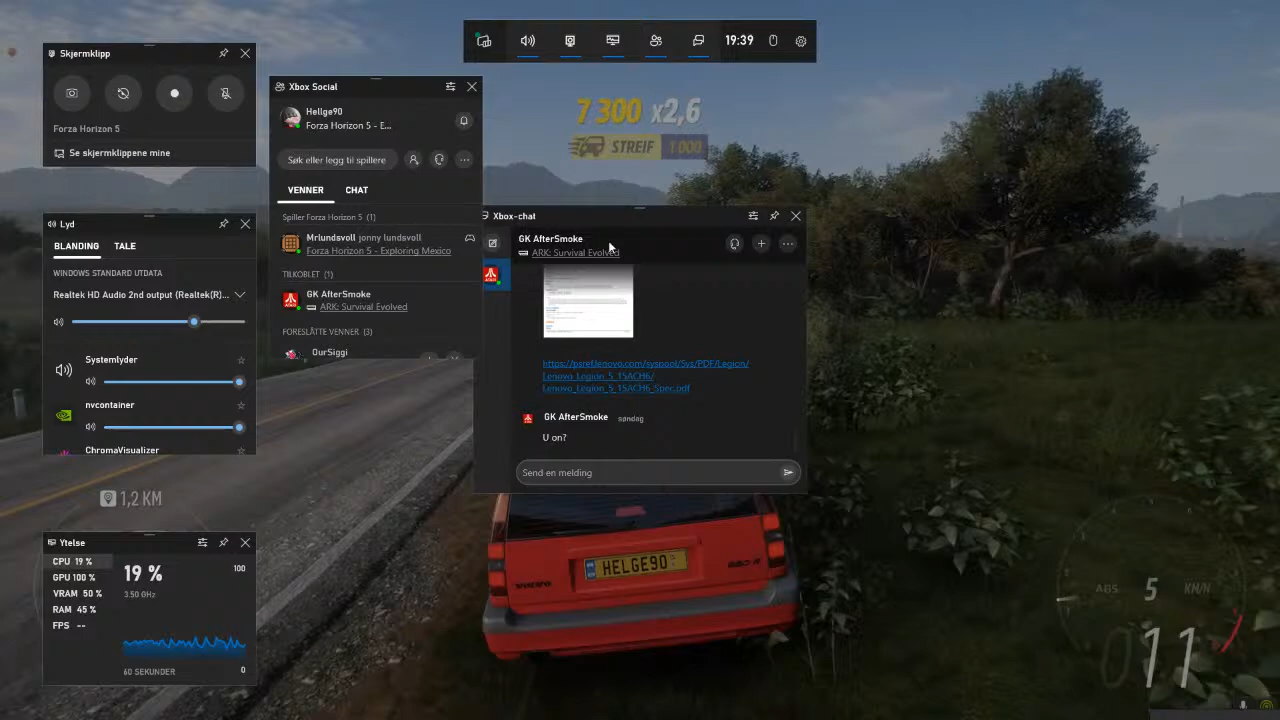 19:39
Skjermklipp
Forza Horizon 5
Se skjermklippene mine
Xbox Social
Hellge90
Forza Horizon 5 - E...
Søk eller legg til spillere
VENNER
CHAT
Spiller Forza Horizon 5 (1)
Mrlundsvoll jonny lundsvoll
Forza Horizon 5 - Exploring Mexico
TILKOBLET (1)
GK AfterSmoke
ARK: Survival Evolved
FORESLÅTTE VENNER (3)
OurSiggi
7 300 x2,6
STREIF 1 000
Xbox-chat
GK AfterSmoke
ARK: Survival Evolved
https://psref.lenovo.com/syspool/Sys/PDF/Legion/
Lenovo_Legion_5_15ACH6/
Lenovo_Legion_5_15ACH6_Spec.pdf
GK AfterSmoke søndag
U on?
Send en melding
Lyd
BLANDING
TALE
WINDOWS STANDARD UTDATA
Realtek HD Audio 2nd output (Realtek(R)...
Systemlyder
nvcontainer
ChromaVisualizer
1,2 KM
Ytelse
CPU 19 %
GPU 100 %
VRAM 50 %
RAM 45 %
FPS --
19 %
3.50 GHz
100
60 SEKUNDER
0
HELGE90
VOLVO
850 R
ABS
5
KM/H
011